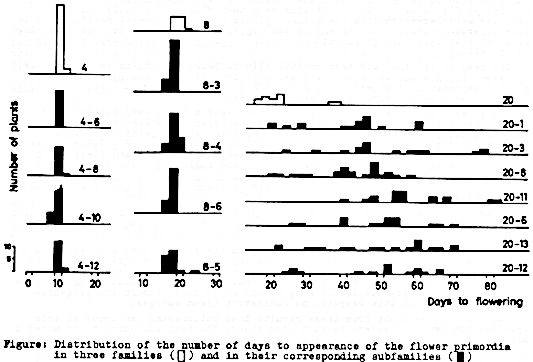 Number of plants
4
4-6
4-8
4-10
4-12
10
0 10 20
8
8-3
8-4
8-6
8-5
0 10 20 30
20
20-1
20-3
20-8
20-11
20-5
20-13
20-12
20 30 40 50 60 70 80
Days to flowering
Figure: Distribution of the number of days to appearance of the flower primordia
in three families (▯) and in their corresponding subfamilies (▮)